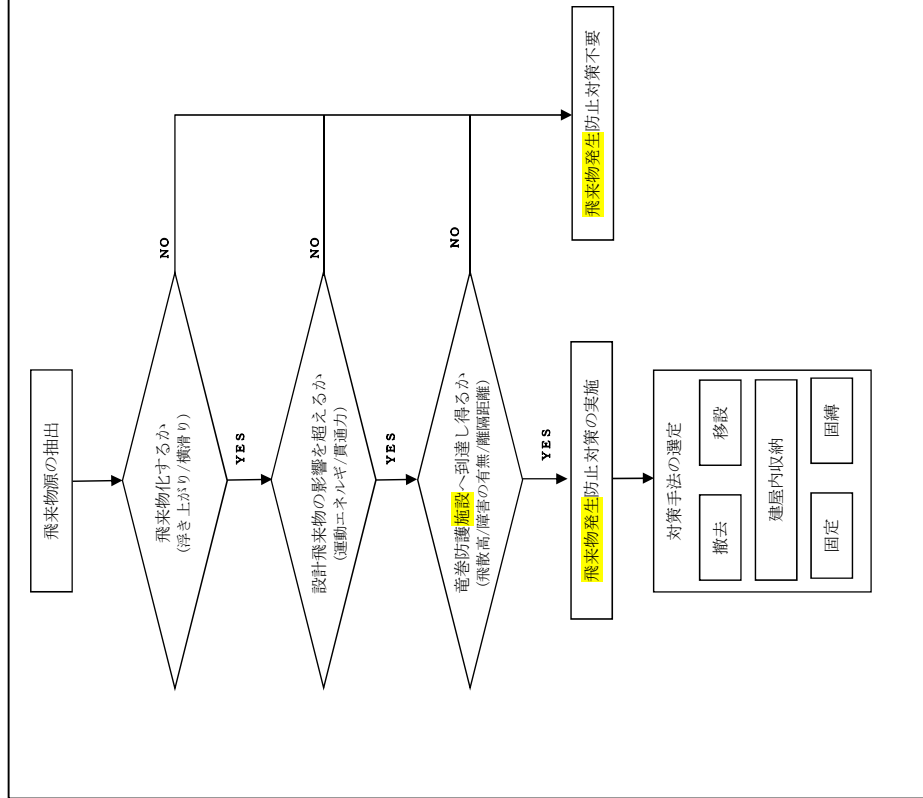 飛来物源の抽出
飛来物化するか
(浮き上がり/横滑り)
NO
YES
設計飛来物の影響を超えるか
(運動エネルギ/貫通力)
NO
YES
竜巻防護施設へ到達し得るか
(飛散高/障害の有無/離隔距離)
NO
YES
飛来物発生防止対策の実施
飛来物発生防止対策不要
対策手法の選定
撤去
移設
建屋内収納
固定
固縛